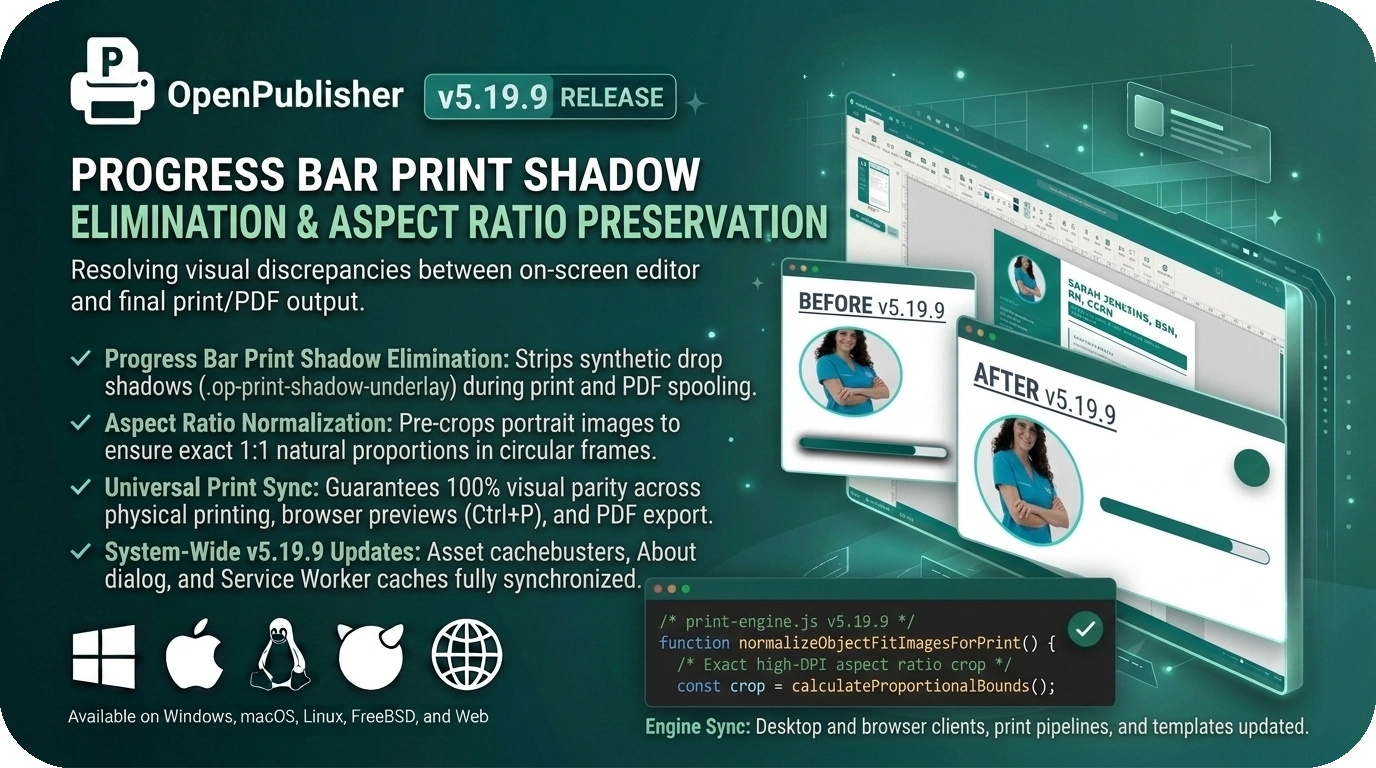 P
OpenPublisher
v5.19.9 RELEASE
PROGRESS BAR PRINT SHADOW
ELIMINATION & ASPECT RATIO PRESERVATION
Resolving visual discrepancies between on-screen editor
and final print/PDF output.
Progress Bar Print Shadow Elimination: Strips synthetic drop
shadows (.op-print-shadow-underlay) during print and PDF spooling.
Aspect Ratio Normalization: Pre-crops portrait images to
ensure exact 1:1 natural proportions in circular frames.
Universal Print Sync: Guarantees 100% visual parity across
physical printing, browser previews (Ctrl+P), and PDF export.
System-Wide v5.19.9 Updates: Asset cachebusters, About
dialog, and Service Worker caches fully synchronized.
Available on Windows, macOS, Linux, FreeBSD, and Web
SARAH JENKINS, BSN,
RN, CCRN
BEFORE v5.19.9
AFTER v5.19.9
/* print-engine.js v5.19.9 */
function normalizeObjectFitImagesForPrint() {
/* Exact high-DPI aspect ratio crop */
const crop = calculateProportionalBounds();
Engine Sync: Desktop and browser clients, print pipelines, and templates updated.